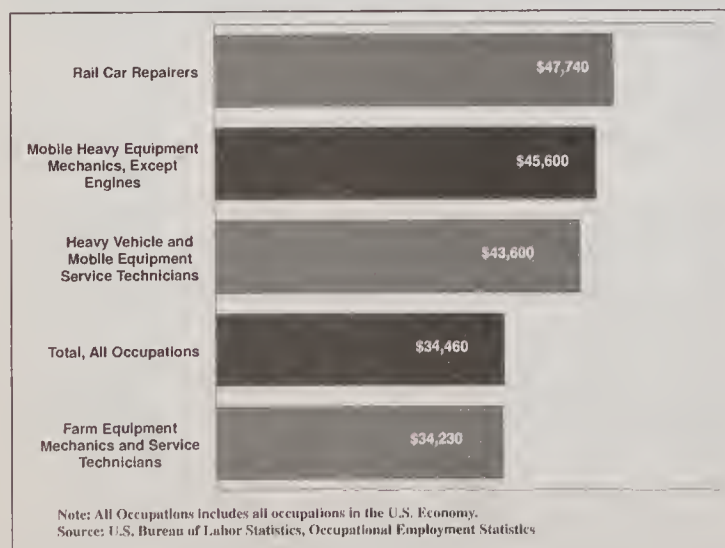 Rail Car Repairers
$47,740
Mobile Heavy Equipment
Mechanics, Except
Engines
$45,600
Heavy Vehicle and
Mobile Equipment
Service Technicians
$43,600
Total, All Occupations
$34,460
Farm Equipment
Mechanics and Service
Technicians
$34,230
Note: All Occupations includes all occupations in the U.S. Economy.
Source: U.S. Bureau of Labor Statistics, Occupational Employment Statistics